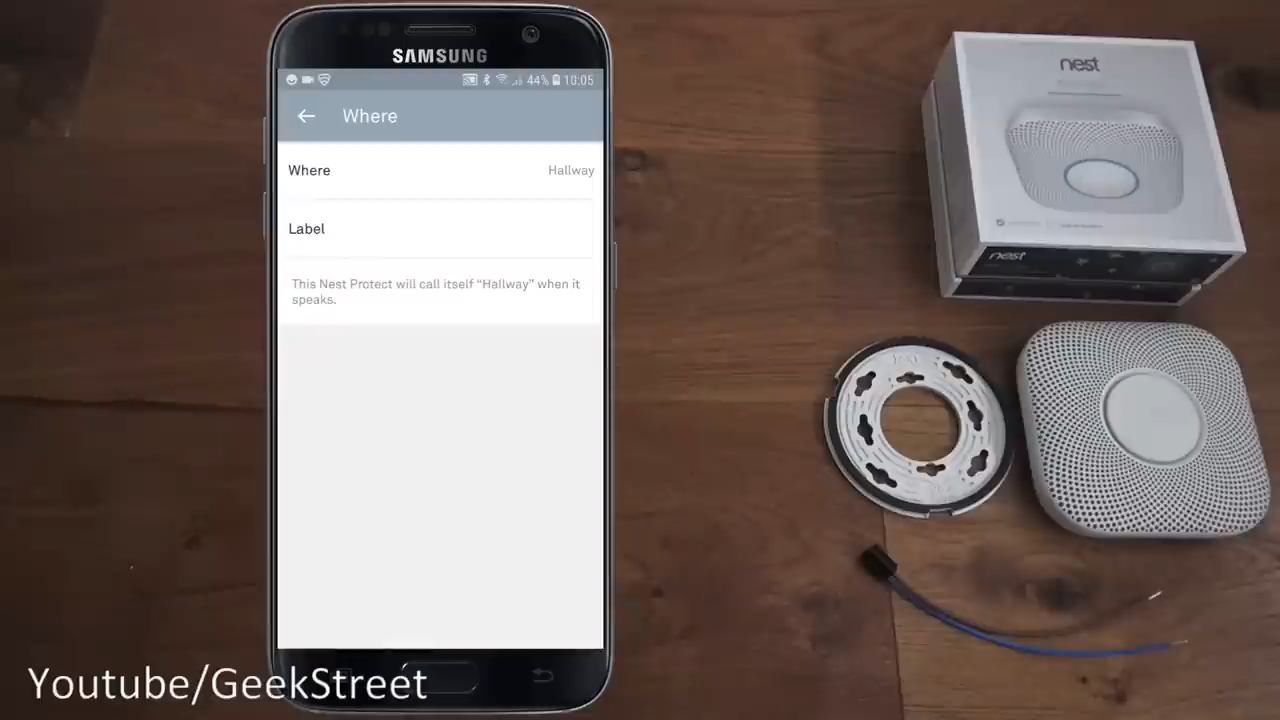 SAMSUNG
44% 10:05
Where
Where Hallway
Label
This Nest Protect will call itself “Hallway” when it
speaks.
nest
nest
Youtube/GeekStreet